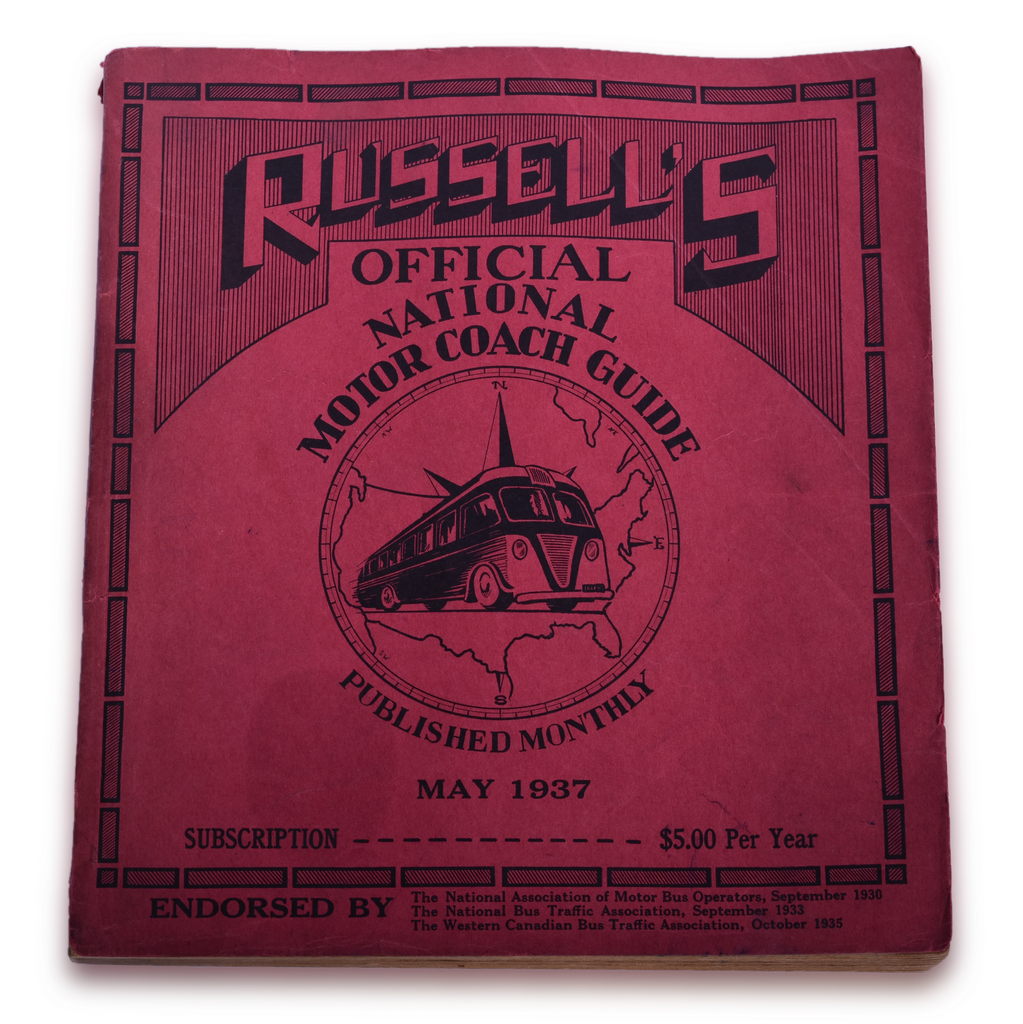 RUSSELL'S
OFFICIAL
NATIONAL
MOTOR COACH GUIDE
N
E
S
SW
PUBLISHED MONTHLY
MAY 1937
SUBSCRIPTION - - - - - - - - - - - - - $5.00 Per Year
ENDORSED BY
The National Association of Motor Bus Operators, September 1930
The National Bus Traffic Association, September 1933
The Western Canadian Bus Traffic Association, October 1935